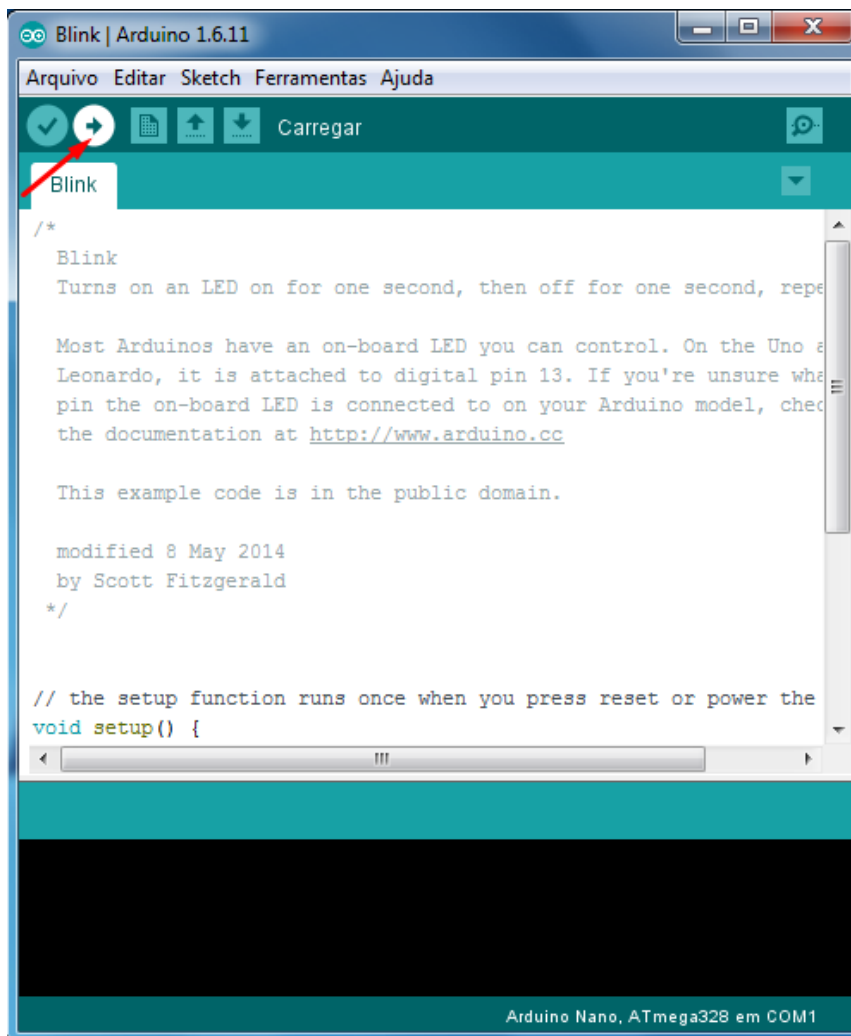 Blink | Arduino 1.6.11
Arquivo Editar Sketch Ferramentas Ajuda
Carregar
Blink
/*
Blink
Turns on an LED on for one second, then off for one second, repe
Most Arduinos have an on-board LED you can control. On the Uno a
Leonardo, it is attached to digital pin 13. If you're unsure wha
pin the on-board LED is connected to on your Arduino model, chec
the documentation at http://www.arduino.cc
This example code is in the public domain.
modified 8 May 2014
by Scott Fitzgerald
*/
// the setup function runs once when you press reset or power the
void setup() {
Arduino Nano, ATmega328 em COM1